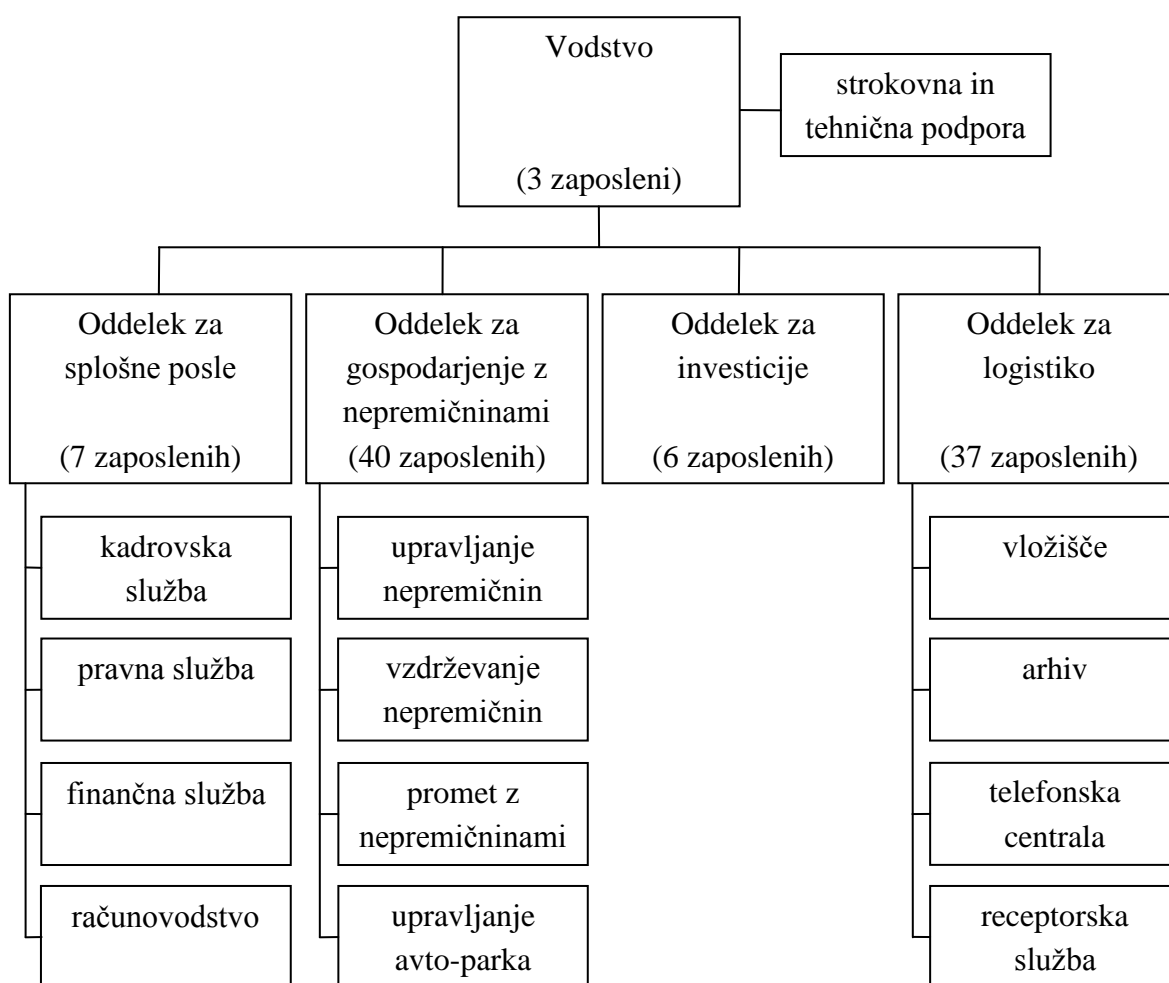 Vodstvo
(3 zaposleni)
strokovna in
tehnična podpora
Oddelek za
splošne posle
(7 zaposlenih)
Oddelek za
gospodarjenje z
nepremičninami
(40 zaposlenih)
Oddelek za
investicije
(6 zaposlenih)
Oddelek za
logistiko
(37 zaposlenih)
kadrovska
služba
pravna služba
finančna služba
računovodstvo
upravljanje
nepremičnin
vzdrževanje
nepremičnin
promet z
nepremičninami
upravljanje
avto-parka
vložišče
arhiv
telefonska
centrala
receptorska
služba